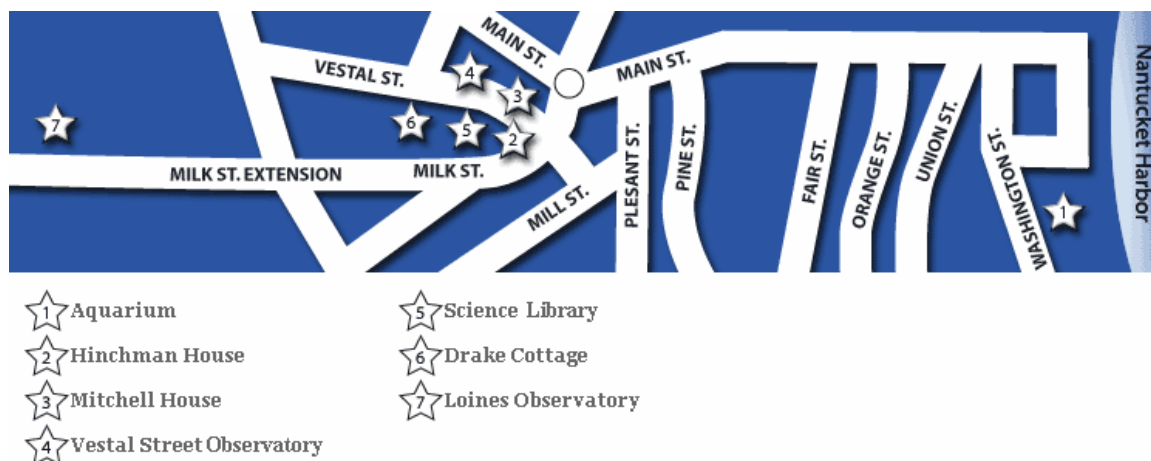 MAIN ST.
VESTAL ST.
MAIN ST.
4
3
7
6
5
2
MILK ST. EXTENSION
MILK ST.
MILL ST.
PLESANT ST.
PINE ST.
FAIR ST.
ORANGE ST.
UNION ST.
WASHINGTON ST.
1
Nantucket Harbor
1 Aquarium
2 Hinchman House
3 Mitchell House
4 Vestal Street Observatory
5 Science Library
6 Drake Cottage
7 Loines Observatory